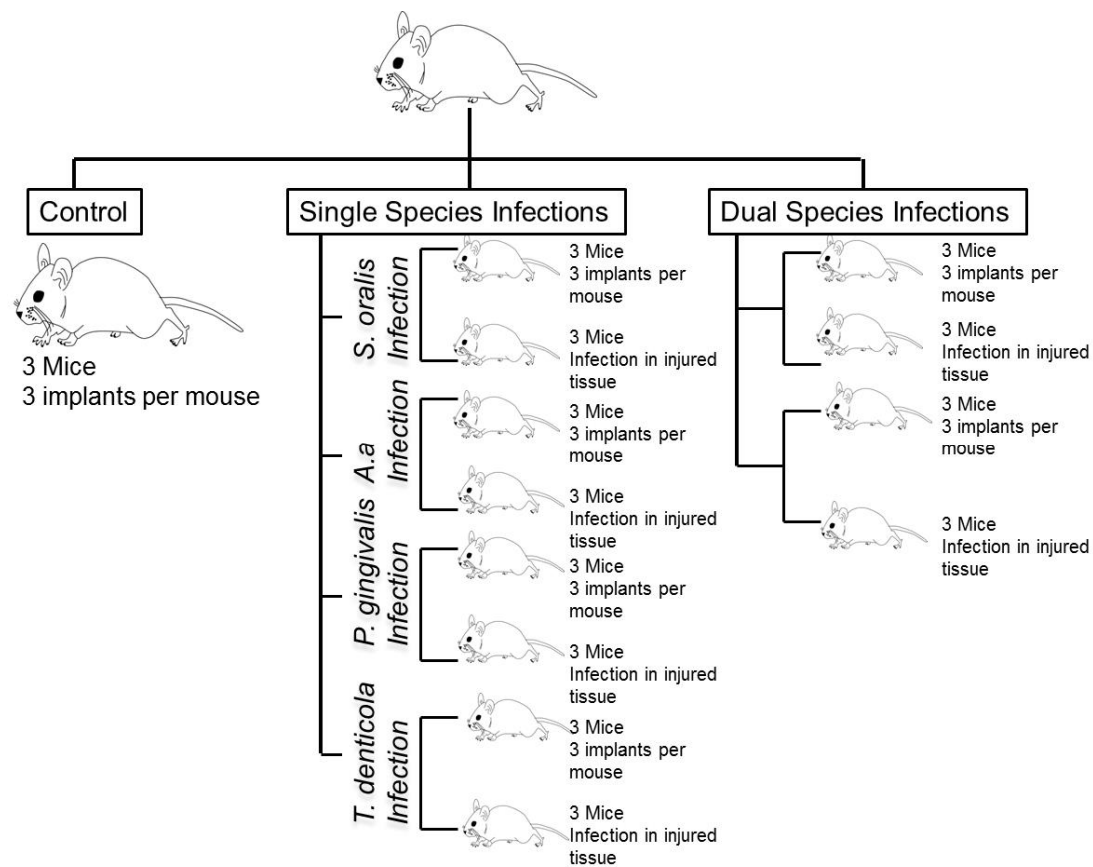 Control
3 Mice
3 implants per mouse
Single Species Infections
S. oralis
Infection
3 Mice
3 implants per
mouse
3 Mice
Infection in injured
tissue
A.a
Infection
3 Mice
3 implants per
mouse
3 Mice
Infection in injured
tissue
P. gingivalis
Infection
3 Mice
3 implants per
mouse
3 Mice
Infection in injured
tissue
T. denticola
Infection
3 Mice
3 implants per
mouse
3 Mice
Infection in injured
tissue
Dual Species Infections
3 Mice
3 implants per
mouse
3 Mice
Infection in injured
tissue
3 Mice
3 implants per
mouse
3 Mice
Infection in injured
tissue